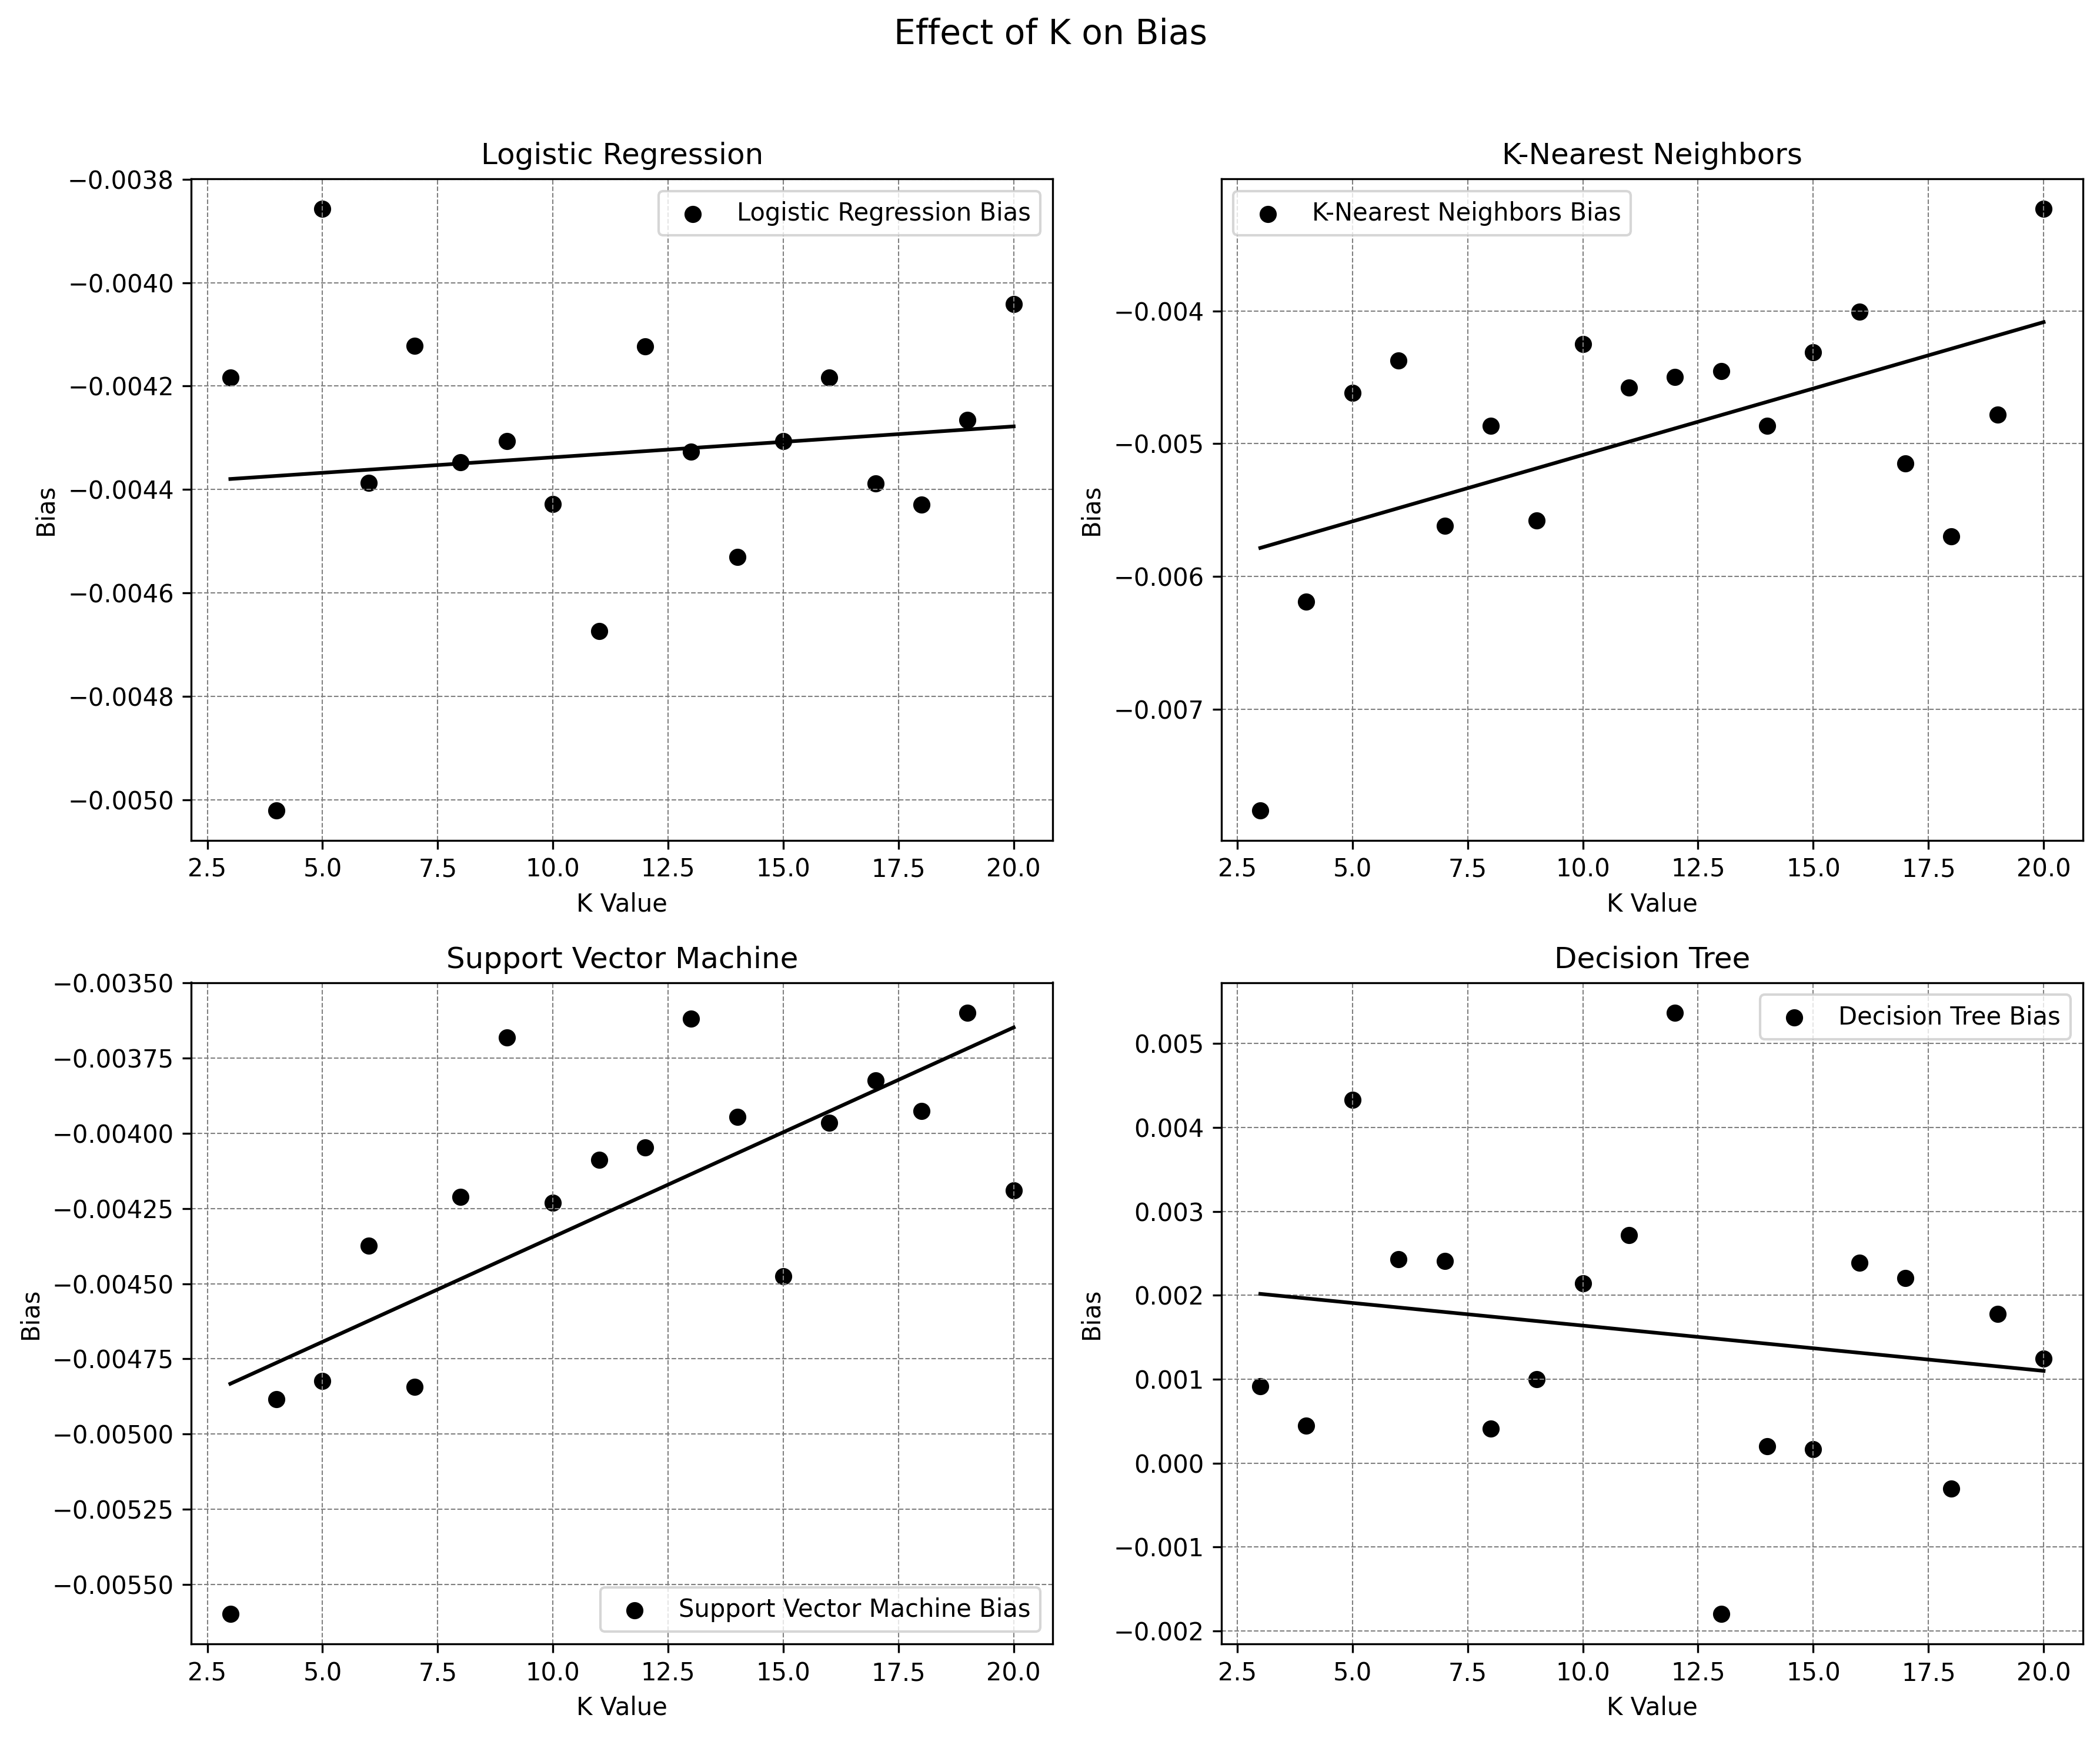 Effect of K on Bias
Logistic Regression
Logistic Regression Bias
−0.0038
−0.0040
−0.0042
−0.0044
−0.0046
−0.0048
−0.0050
Bias
2.5 5.0 7.5 10.0 12.5 15.0 17.5 20.0
K Value
K-Nearest Neighbors
K-Nearest Neighbors Bias
−0.004
−0.005
−0.006
−0.007
Bias
2.5 5.0 7.5 10.0 12.5 15.0 17.5 20.0
K Value
Support Vector Machine
−0.00350
−0.00375
−0.00400
−0.00425
−0.00450
−0.00475
−0.00500
−0.00525
−0.00550
Bias
Support Vector Machine Bias
2.5 5.0 7.5 10.0 12.5 15.0 17.5 20.0
K Value
Decision Tree
Decision Tree Bias
0.005
0.004
0.003
0.002
0.001
0.000
−0.001
−0.002
Bias
2.5 5.0 7.5 10.0 12.5 15.0 17.5 20.0
K Value